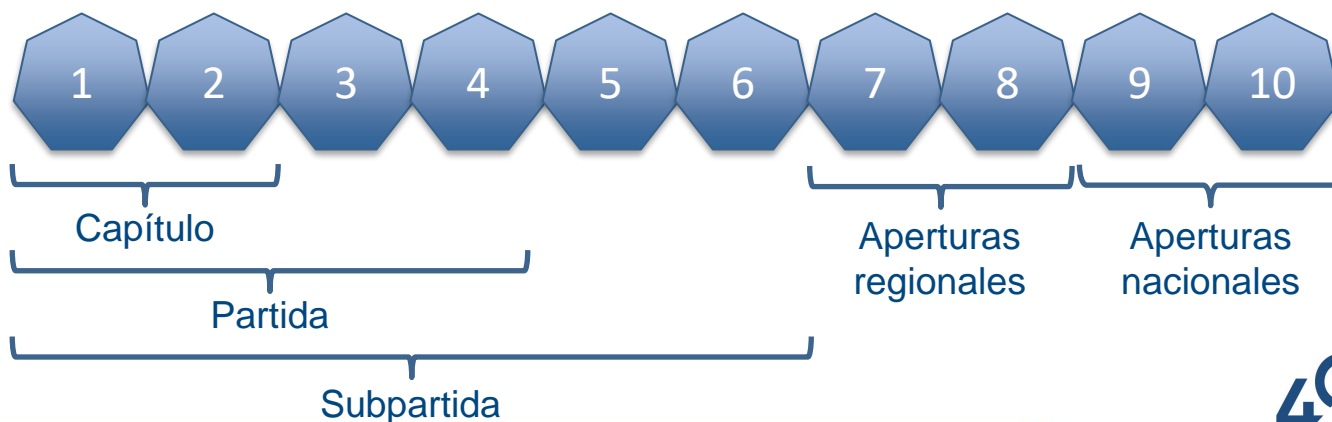 1 2 3 4 5 6 7 8 9 10
Capítulo
Partida
Subpartida
Aperturas
regionales
Aperturas
nacionales